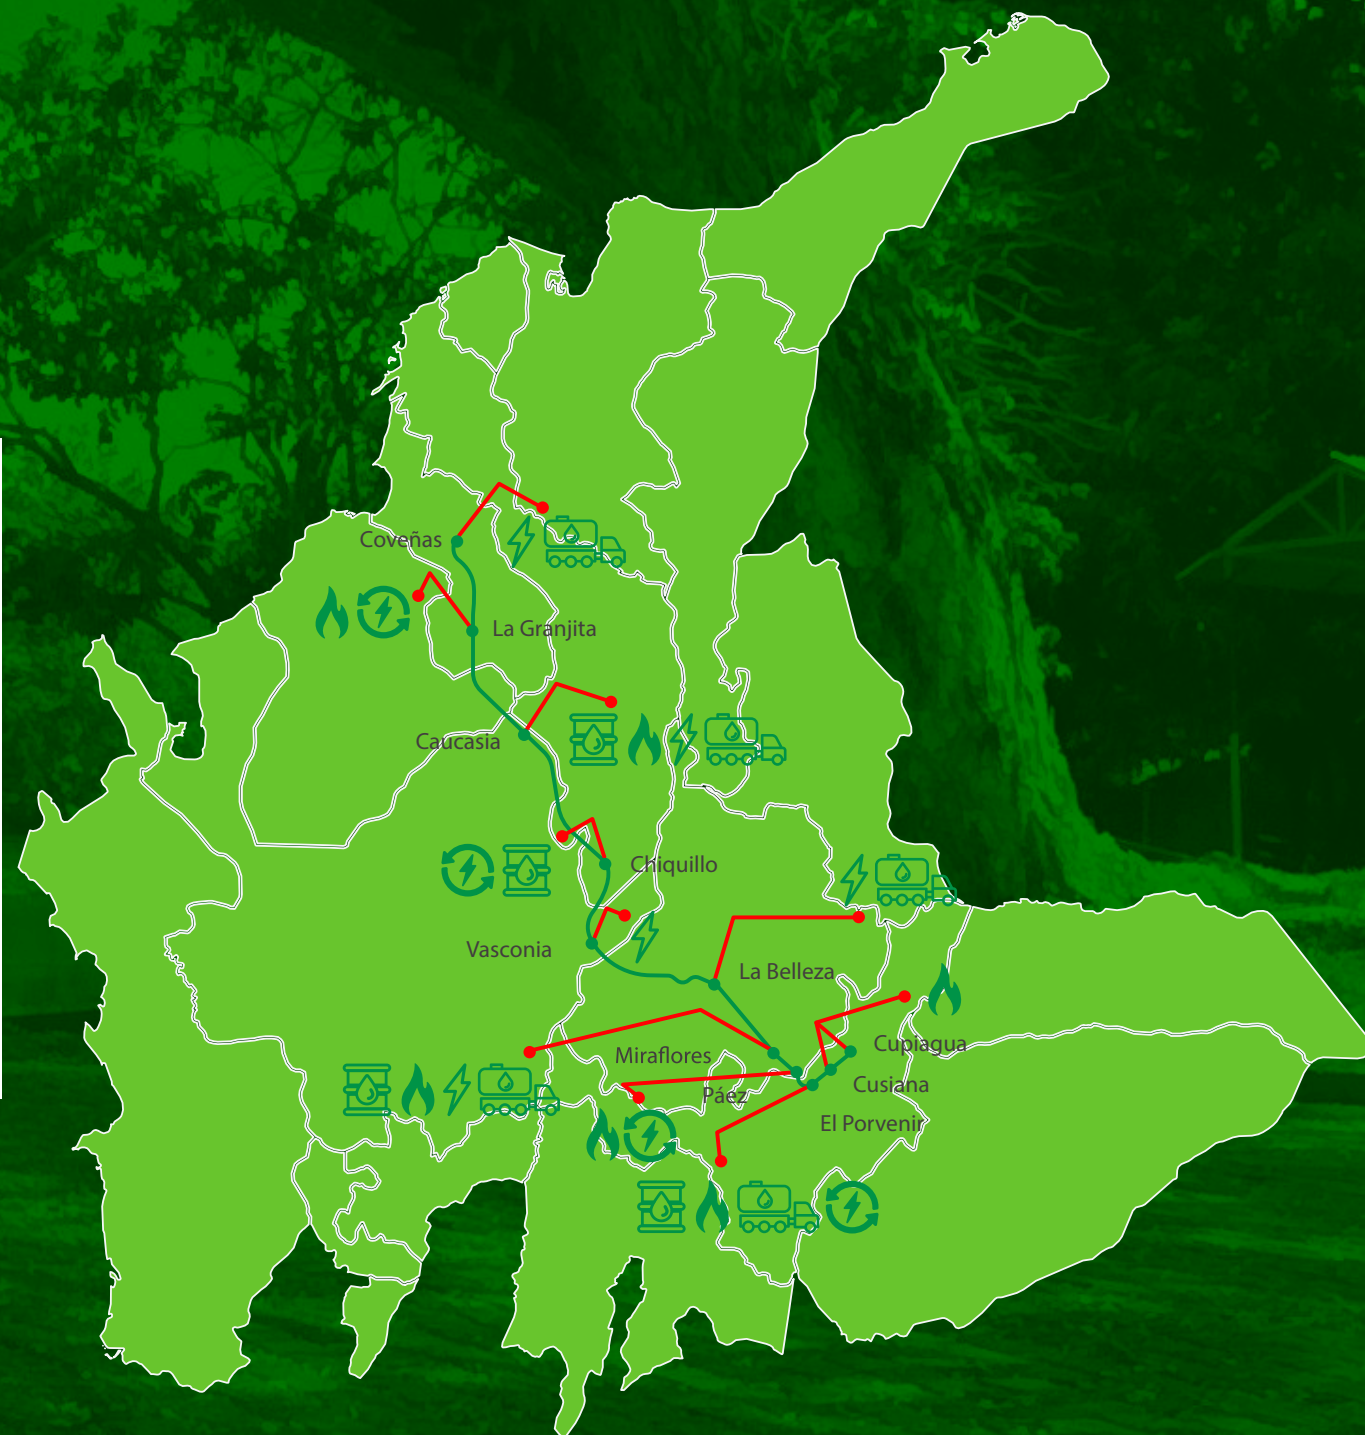 Coveñas
La Granjita
Caucasia
Chiquillo
Vasconia
La Belleza
Cupiagua
Miraflores
Cusiana
Páez
El Porvenir